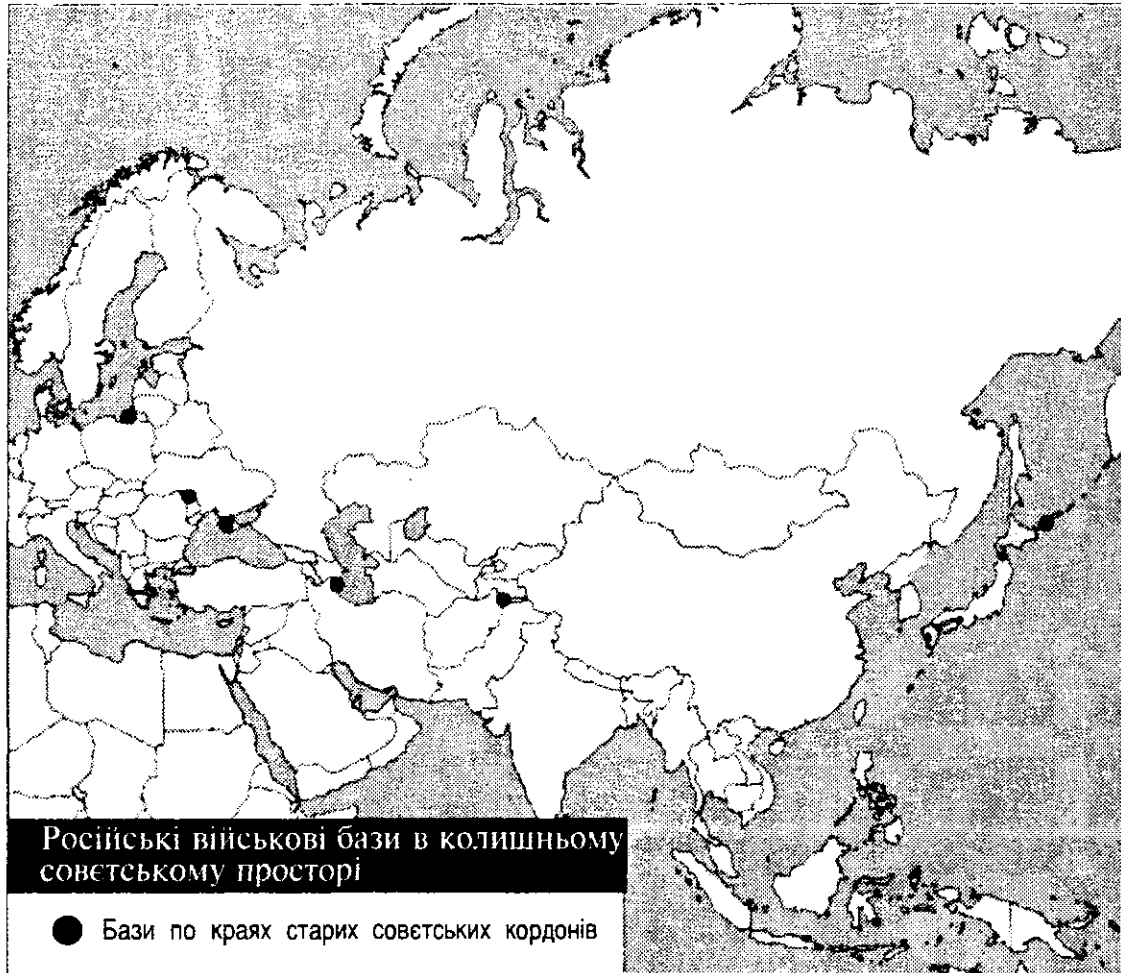 Російські військові бази в колишньому
совєтському просторі
Бази по краях старих совєтських кордонів